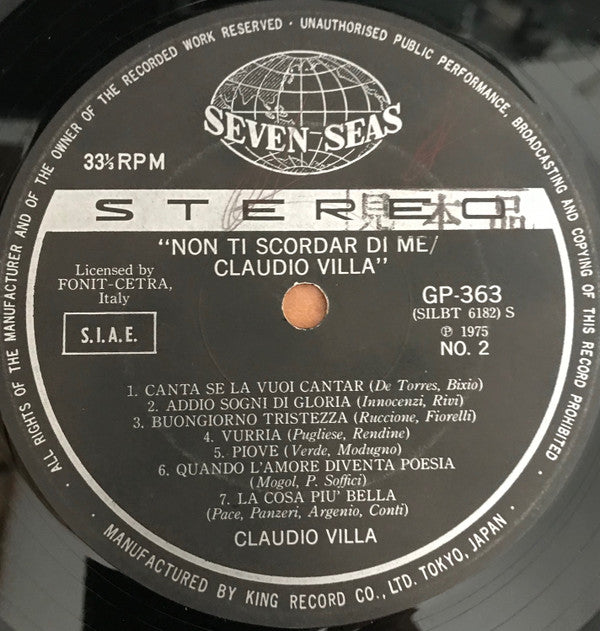 ALL RIGHTS OF THE MANUFACTURER AND OF THE OWNER OF THE RECORDED WORK RESERVED · UNAUTHORISED PUBLIC PERFORMANCE, BROADCASTING AND COPYING OF THIS RECORD PROHIBITED ·
SEVEN SEAS
33⅓ RPM
STEREO
見本品
"NON TI SCORDAR DI ME/
CLAUDIO VILLA"
Licensed by
FONIT-CETRA,
Italy
S.I.A.E.
GP-363
(SILBT 6182) S
℗ 1975
NO. 2
1. CANTA SE LA VUOI CANTAR (De Torres, Bixio)
2. ADDIO SOGNI DI GLORIA (Innocenzi, Rivi)
3. BUONGIORNO TRISTEZZA (Ruccione, Fiorelli)
4. VURRIA (Pugliese, Rendine)
5. PIOVE (Verde, Modugno)
6. QUANDO L'AMORE DIVENTA POESIA
(Mogol, P. Soffici)
7. LA COSA PIU' BELLA
(Pace, Panzeri, Argenio, Conti)
CLAUDIO VILLA
MANUFACTURED BY KING RECORD CO., LTD. TOKYO, JAPAN ·